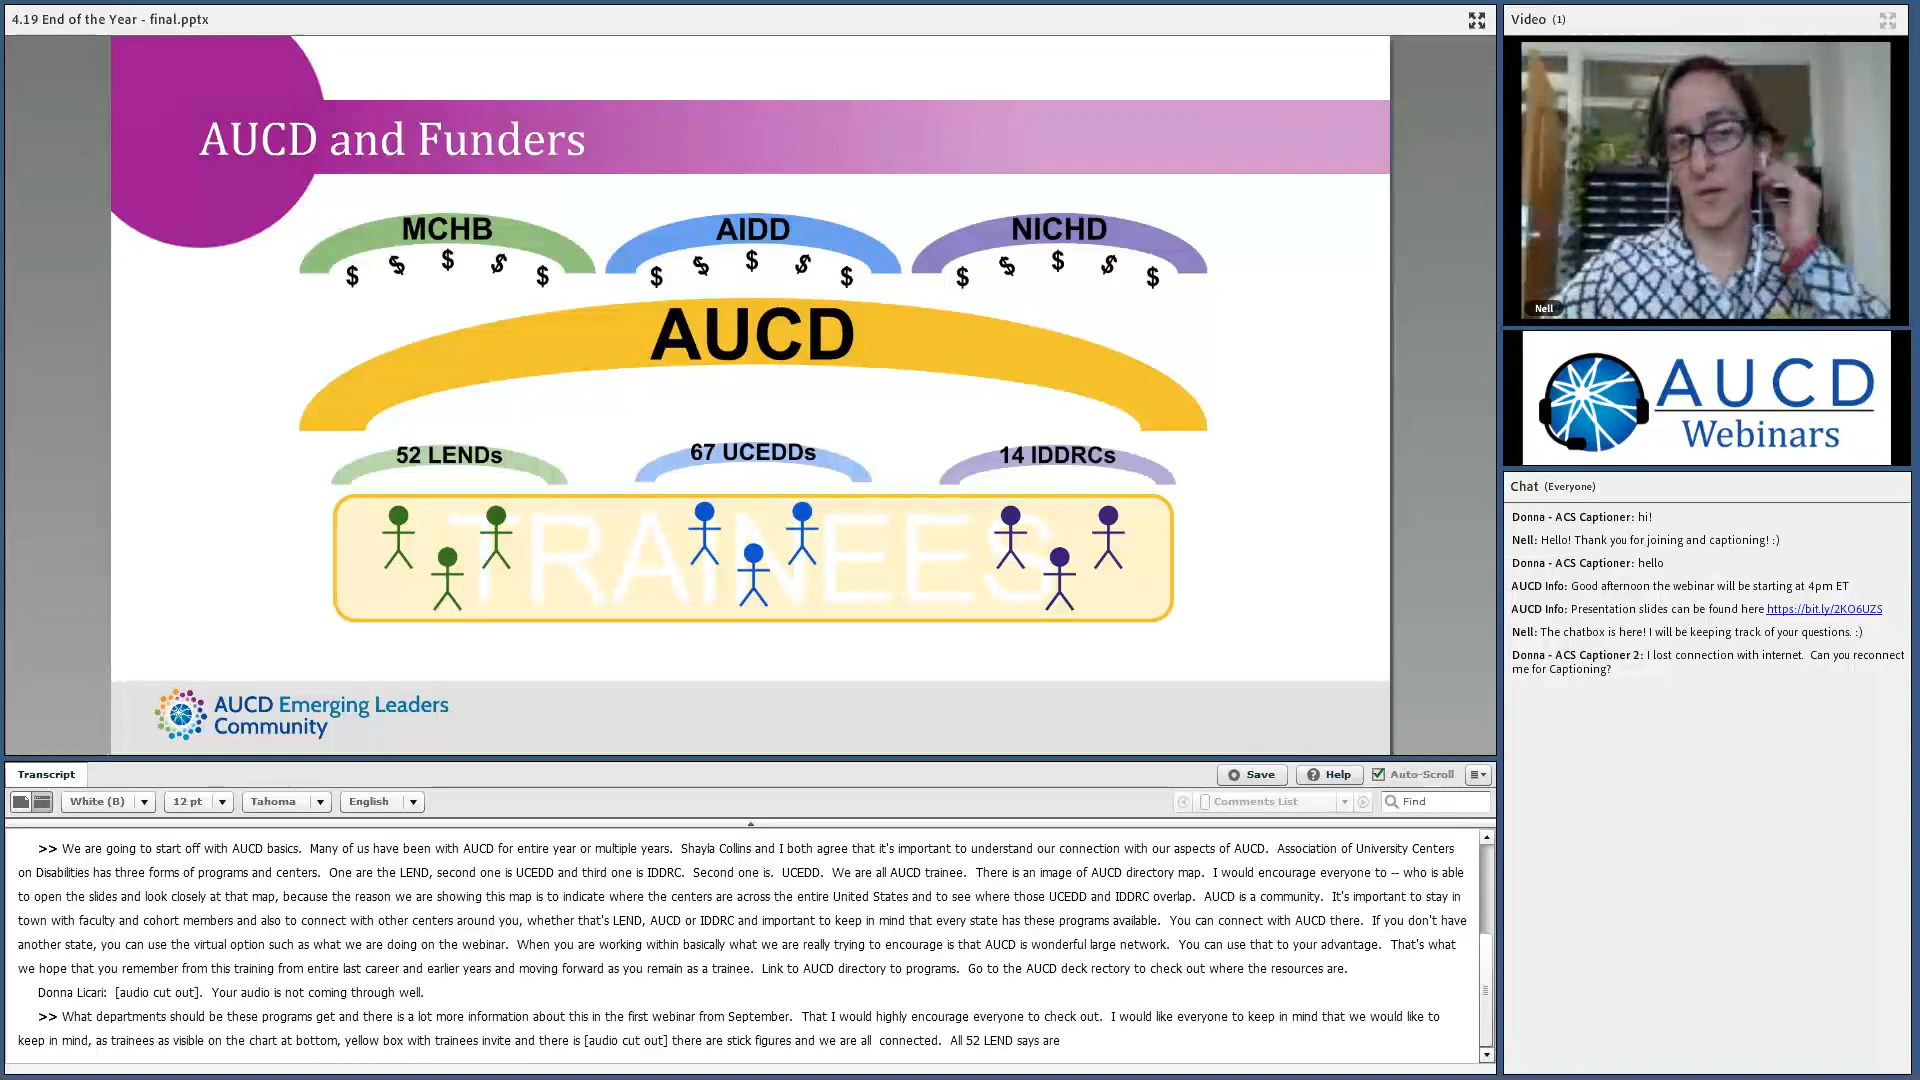 4.19 End of the Year - final.pptx
AUCD and Funders
MCHB AIDD NICHD
$ $ $ $ $ $ $ $ $ $ $ $ $ $ $
AUCD
52 LENDs 67 UCEDDs 14 IDDRCs
TRAINEES
AUCD Emerging Leaders
Community
Video (1)
Nell
AUCD
Webinars
Chat (Everyone)
Donna - ACS Captioner: hi!
Nell: Hello! Thank you for joining and captioning! :)
Donna - ACS Captioner: hello
AUCD Info: Good afternoon the webinar will be starting at 4pm ET
AUCD Info: Presentation slides can be found here https://bit.ly/2KO6UZS
Nell: The chatbox is here! I will be keeping track of your questions. :)
Donna - ACS Captioner 2: I lost connection with internet.  Can you reconnect
me for Captioning?
Transcript
Save Help Auto-Scroll
White (B) 12 pt Tahoma English Comments List Find
>> We are going to start off with AUCD basics.  Many of us have been with AUCD for entire year or multiple years.  Shayla Collins and I both agree that it's important to understand our connection with our aspects of AUCD.  Association of University Centers
on Disabilities has three forms of programs and centers.  One are the LEND, second one is UCEDD and third one is IDDRC.  Second one is.  UCEDD.  We are all AUCD trainee.  There is an image of AUCD directory map.  I would encourage everyone to -- who is able
to open the slides and look closely at that map, because the reason we are showing this map is to indicate where the centers are across the entire United States and to see where those UCEDD and IDDRC overlap.  AUCD is a community.  It's important to stay in
town with faculty and cohort members and also to connect with other centers around you, whether that's LEND, AUCD or IDDRC and important to keep in mind that every state has these programs available.  You can connect with AUCD there.  If you don't have
another state, you can use the virtual option such as what we are doing on the webinar.  When you are working within basically what we are really trying to encourage is that AUCD is wonderful large network.  You can use that to your advantage.  That's what
we hope that you remember from this training from entire last career and earlier years and moving forward as you remain as a trainee.  Link to AUCD directory to programs.  Go to the AUCD deck rectory to check out where the resources are.
Donna Licari:  [audio cut out].  Your audio is not coming through well.
>> What departments should be these programs get and there is a lot more information about this in the first webinar from September.  That I would highly encourage everyone to check out.  I would like everyone to keep in mind that we would like to
keep in mind, as trainees as visible on the chart at bottom, yellow box with trainees invite and there is [audio cut out] there are stick figures and we are all  connected.  All 52 LEND says are